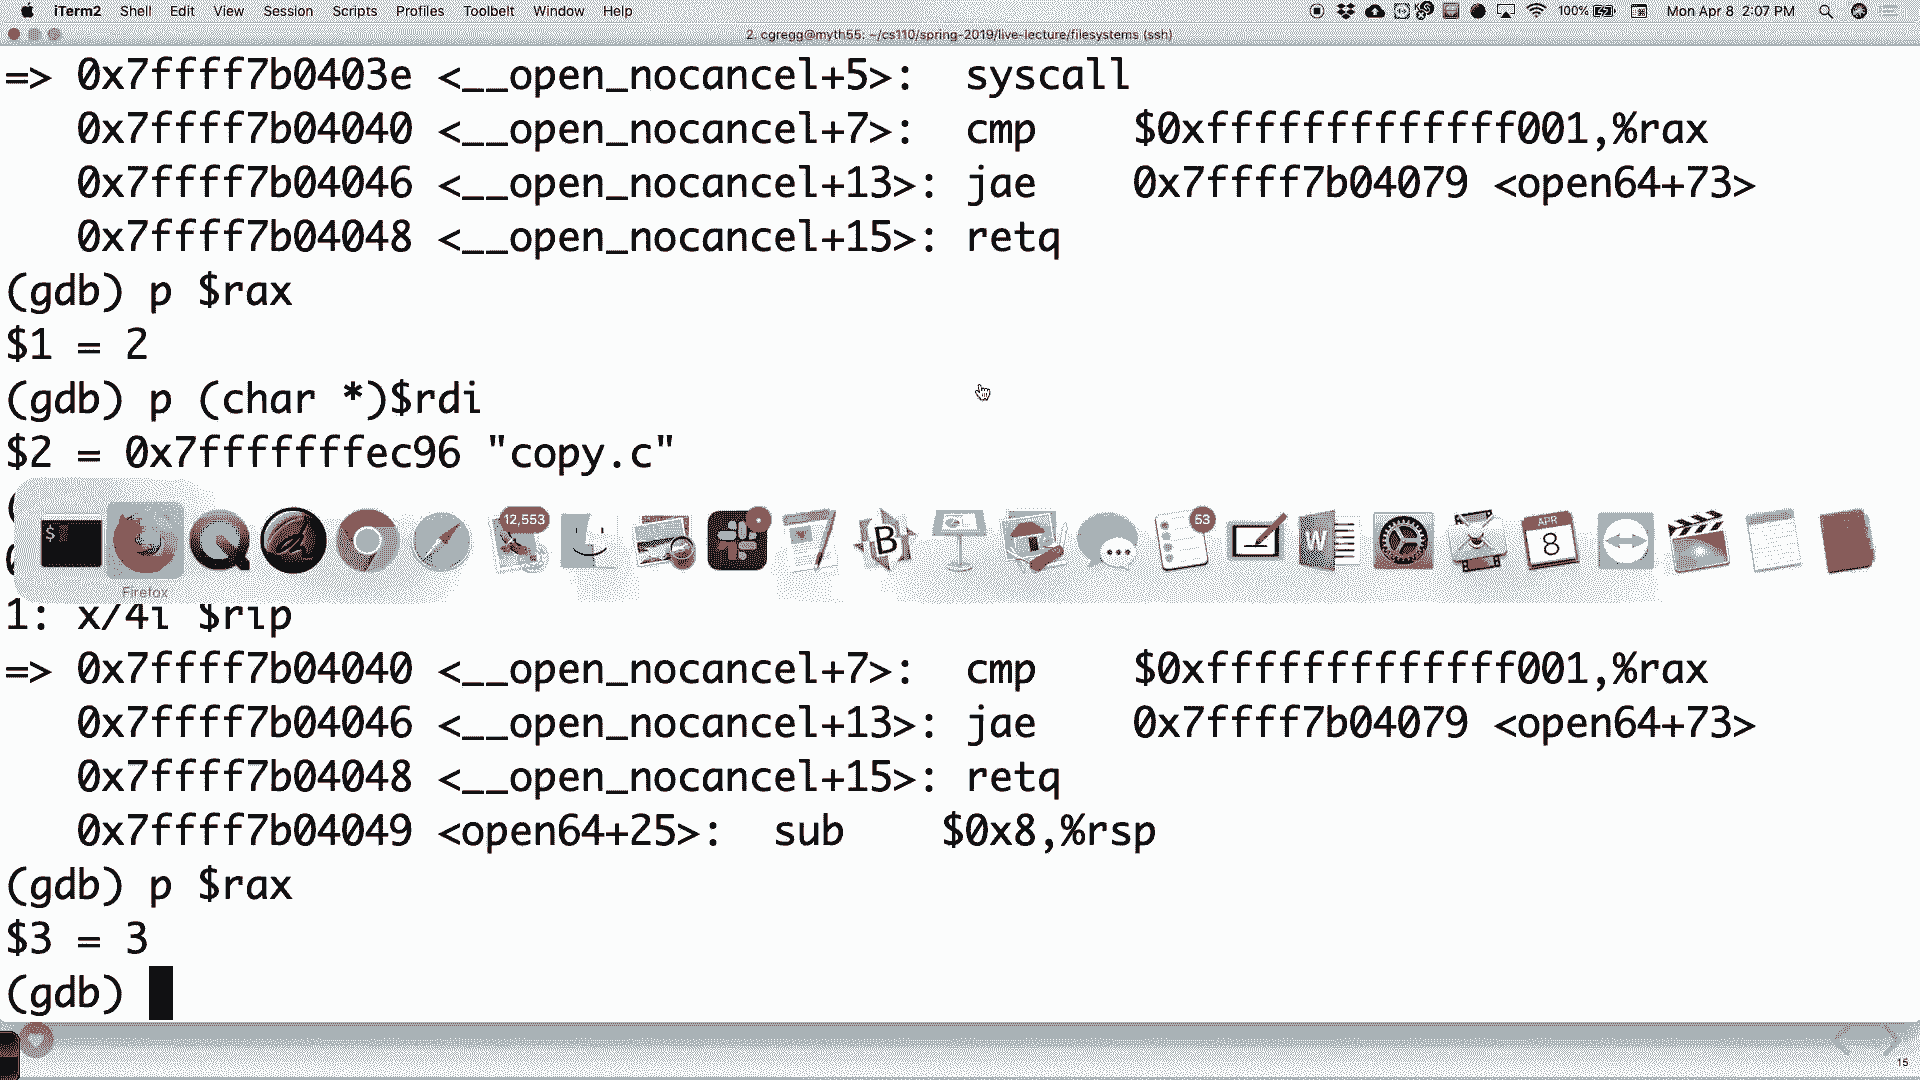 iTerm2 Shell Edit View Session Scripts Profiles Toolbelt Window Help 100% Mon Apr 8 2:07 PM
2. cgregg@myth55: ~/cs110/spring-2019/live-lecture/filesystems (ssh)
=> 0x7ffff7b0403e <__open_nocancel+5>: syscall
0x7ffff7b04040 <__open_nocancel+7>: cmp $0xfffffffffffff001,%rax
0x7ffff7b04046 <__open_nocancel+13>: jae 0x7ffff7b04079 <open64+73>
0x7ffff7b04048 <__open_nocancel+15>: retq
(gdb) p $rax
$1 = 2
(gdb) p (char *)$rdi
$2 = 0x7fffffffec96 "copy.c"
12,553
53
$
B
W
APR
8
Firefox
1: x/4i $rip
=> 0x7ffff7b04040 <__open_nocancel+7>: cmp $0xfffffffffffff001,%rax
0x7ffff7b04046 <__open_nocancel+13>: jae 0x7ffff7b04079 <open64+73>
0x7ffff7b04048 <__open_nocancel+15>: retq
0x7ffff7b04049 <open64+25>: sub $0x8,%rsp
(gdb) p $rax
$3 = 3
(gdb)
15